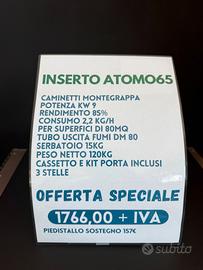 INSERTO ATOMO65
CAMINETTI MONTEGRAPPA
POTENZA KW 9
RENDIMENTO 85%
CONSUMO 2,2 KG/H
PER SUPERFICI DI 80MQ
TUBO USCITA FUMI DM 80
SERBATOIO 15KG
PESO NETTO 120KG
CASSETTO E KIT PORTA INCLUSI
3 STELLE
OFFERTA SPECIALE
1766,00 + IVA
PIEDISTALLO SOSTEGNO 157€
subito